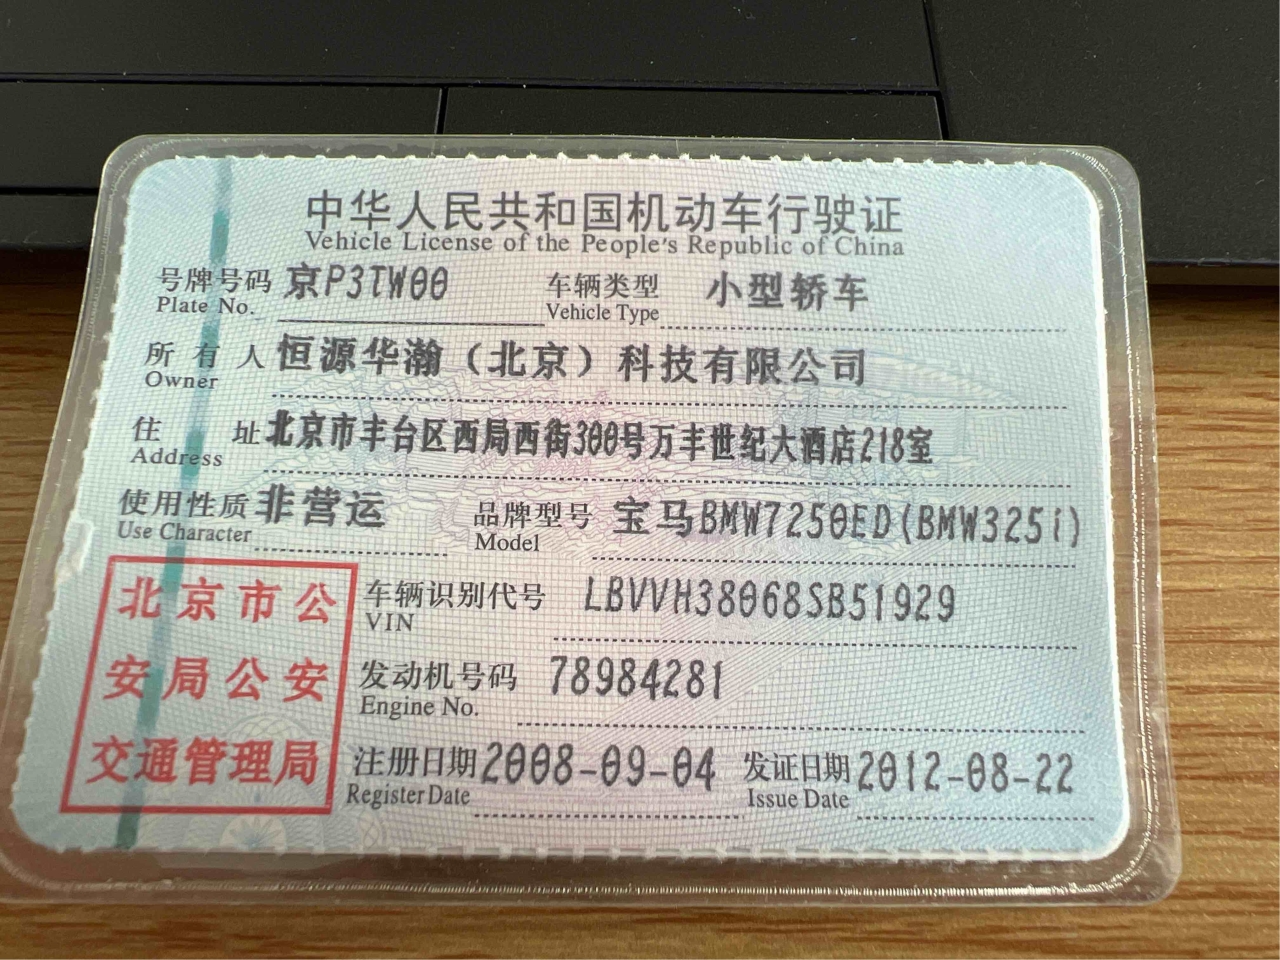 中华人民共和国机动车行驶证
Vehicle License of the People's Republic of China
号牌号码 京P3TW00 车辆类型 小型轿车
Plate No. Vehicle Type
所有人 恒源华瀚（北京）科技有限公司
Owner
住址 北京市丰台区西局西街300号万丰世纪大酒店218室
Address
使用性质 非营运 品牌型号 宝马BMW7250ED(BMW325i)
Use Character Model
车辆识别代号 LBVVH38068SB51929
VIN
发动机号码 78984281
Engine No.
注册日期 2008-09-04 发证日期 2012-08-22
Register Date Issue Date
北京市公
安局公安
交通管理局